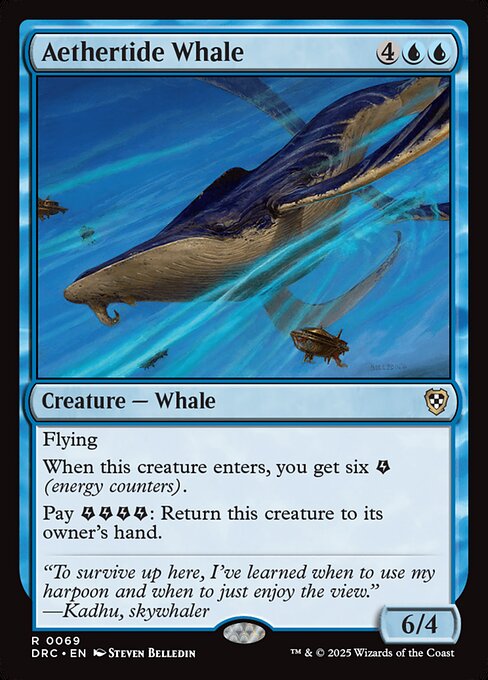 Aethertide Whale 4
Creature — Whale
Flying
When this creature enters, you get six
(energy counters).
Pay : Return this creature to its
owner's hand.
“To survive up here, I've learned when to use my
harpoon and when to just enjoy the view.”
—Kadhu, skywhaler
6/4
R 0069
DRC • EN Steven Belledin
™ & © 2025 Wizards of the Coast